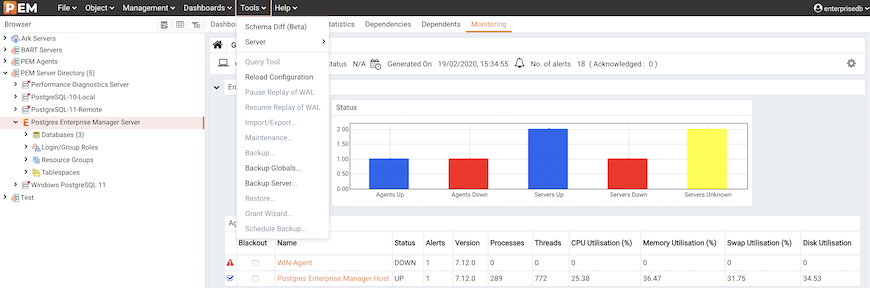 PEM File Object Management Dashboards Tools Help enterprisedb
Browser
Dashbo
tistics Dependencies Dependents Monitoring
Ark Servers
BART Servers
PEM Agents
PEM Server Directory (5)
Performance Diagnostics Server
PostgreSQL-10-Local
PostgreSQL-11-Remote
Postgres Enterprise Manager Server
Databases (3)
Login/Group Roles
Resource Groups
Tablespaces
Windows PostgreSQL 11
Test
Schema Diff (Beta)
Server
Query Tool
Reload Configuration
Pause Replay of WAL
Resume Replay of WAL
Import/Export...
Maintenance...
Backup...
Backup Globals...
Backup Server...
Restore...
Grant Wizard...
Schedule Backup...
G
Status N/A Generated On 19/02/2020, 15:34:55 No. of alerts 18 ( Acknowledged : 0 )
En
Status
2.00
1.50
1.00
0.50
0.00
Agents Up Agents Down Servers Up Servers Down Servers Unknown
Ag
Blackout Name Status Alerts Version Processes Threads CPU Utilisation (%) Memory Utilisation (%) Swap Utilisation (%) Disk Utilisation
WIN-Agent DOWN 1 7.12.0 0 0 0 0 0 0
Postgres Enterprise Manager Host UP 1 7.12.0 289 772 25.38 36.47 31.75 34.53